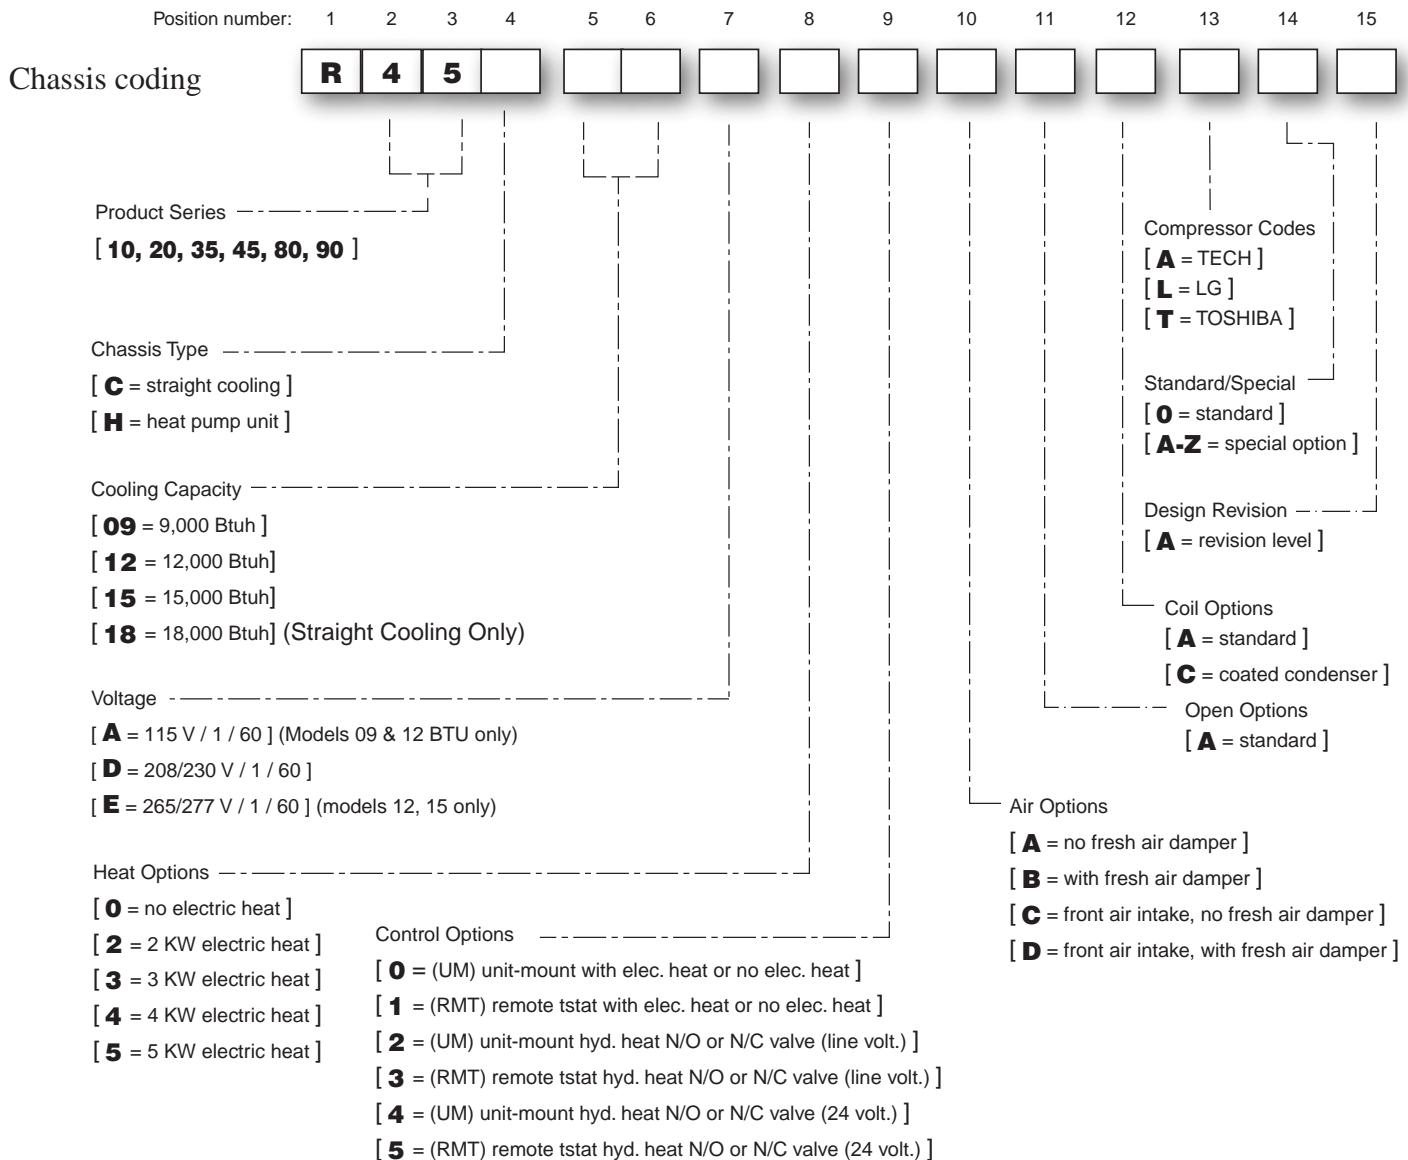 Position number: 1 2 3 4 5 6 7 8 9 10 11 12 13 14 15
Chassis coding R 4 5
Product Series
[ 10, 20, 35, 45, 80, 90 ]
Chassis Type
[ C = straight cooling ]
[ H = heat pump unit ]
Cooling Capacity
[ 09 = 9,000 Btuh ]
[ 12 = 12,000 Btuh]
[ 15 = 15,000 Btuh]
[ 18 = 18,000 Btuh] (Straight Cooling Only)
Voltage
[ A = 115 V / 1 / 60 ] (Models 09 & 12 BTU only)
[ D = 208/230 V / 1 / 60 ]
[ E = 265/277 V / 1 / 60 ] (models 12, 15 only)
Heat Options
[ 0 = no electric heat ]
[ 2 = 2 KW electric heat ]
[ 3 = 3 KW electric heat ]
[ 4 = 4 KW electric heat ]
[ 5 = 5 KW electric heat ]
Control Options
[ 0 = (UM) unit-mount with elec. heat or no elec. heat ]
[ 1 = (RMT) remote tstat with elec. heat or no elec. heat ]
[ 2 = (UM) unit-mount hyd. heat N/O or N/C valve (line volt.) ]
[ 3 = (RMT) remote tstat hyd. heat N/O or N/C valve (line volt.) ]
[ 4 = (UM) unit-mount hyd. heat N/O or N/C valve (24 volt.) ]
[ 5 = (RMT) remote tstat hyd. heat N/O or N/C valve (24 volt.) ]
Compressor Codes
[ A = TECH ]
[ L = LG ]
[ T = TOSHIBA ]
Standard/Special
[ 0 = standard ]
[ A-Z = special option ]
Design Revision
[ A = revision level ]
Coil Options
[ A = standard ]
[ C = coated condenser ]
Open Options
[ A = standard ]
Air Options
[ A = no fresh air damper ]
[ B = with fresh air damper ]
[ C = front air intake, no fresh air damper ]
[ D = front air intake, with fresh air damper ]